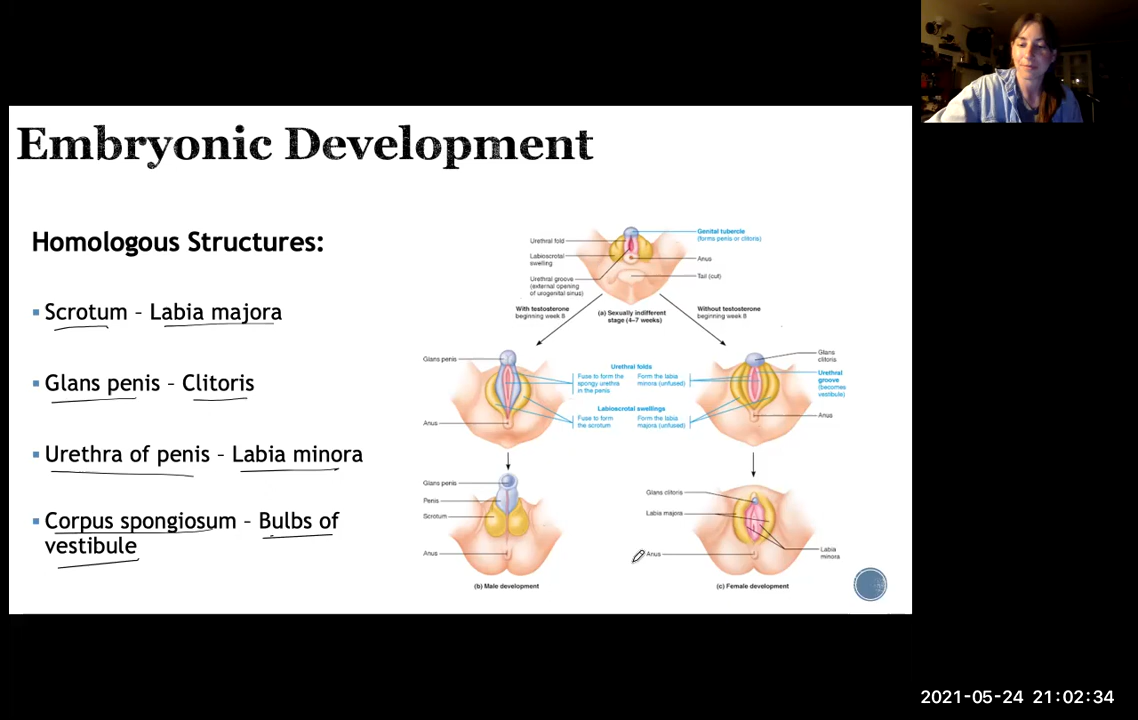 Embryonic Development
Homologous Structures:
▪ Scrotum – Labia majora
▪ Glans penis – Clitoris
▪ Urethra of penis – Labia minora
▪ Corpus spongiosum – Bulbs of
vestibule
Urethral fold
Labioscrotal
swelling
Urethral groove
(external opening
of urogenital sinus)
Genital tubercle
(forms penis or clitoris)
Anus
Tail (cut)
With testosterone
beginning week 8
(a) Sexually indifferent
stage (4–7 weeks)
Without testosterone
beginning week 8
Glans penis
Anus
Urethral folds
Fuse to form the
spongy urethra
in the penis
Form the labia
minora (unfused)
Labioscrotal swellings
Fuse to form
the scrotum
Form the labia
majora (unfused)
Glans
clitoris
Urethral
groove
(becomes
vestibule)
Anus
Glans penis
Penis
Scrotum
Anus
(b) Male development
Glans clitoris
Labia majora
Anus
Labia
minora
(c) Female development
2021-05-24 21:02:34